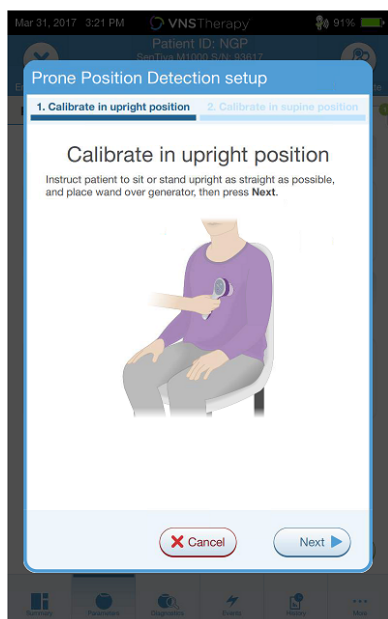 Mar 31, 2017 3:21 PM VNSTherapy 91%
Patient ID: NGP
SenTiva M1000 S/N: 93617
Prone Position Detection setup
1. Calibrate in upright position 2. Calibrate in supine position
Calibrate in upright position
Instruct patient to sit or stand upright as straight as possible,
and place wand over generator, then press Next.
Cancel Next
Summary Parameters Diagnostics Events History More